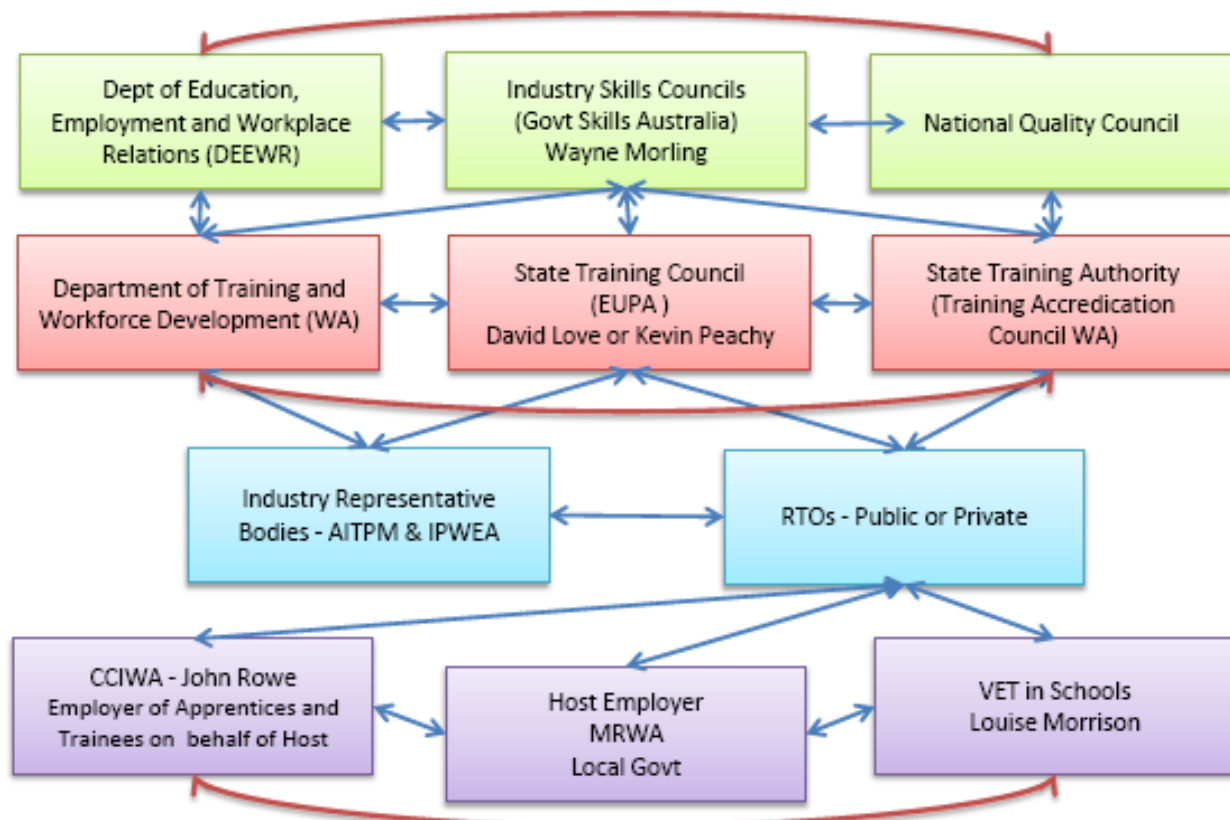 Dept of Education,
Employment and Workplace
Relations (DEEWR)
Industry Skills Councils
(Govt Skills Australia)
Wayne Morling
National Quality Council
Department of Training and
Workforce Development (WA)
State Training Council
(EUPA )
David Love or Kevin Peachy
State Training Authority
(Training Accredication
Council WA)
Industry Representative
Bodies - AITPM & IPWEA
RTOs - Public or Private
CCIWA - John Rowe
Employer of Apprentices and
Trainees on behalf of Host
Host Employer
MRWA
Local Govt
VET in Schools
Louise Morrison